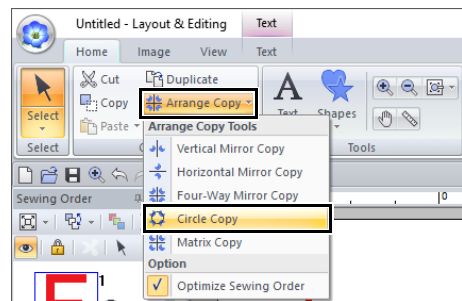 Untitled - Layout & Editing Text
Home Image View Text
Cut Duplicate
Copy Arrange Copy
Select Paste Text Shapes
Select Tools
Arrange Copy Tools
Vertical Mirror Copy
Horizontal Mirror Copy
Four-Way Mirror Copy
Circle Copy
Matrix Copy
Option
Optimize Sewing Order
Sewing Order
0
1
E